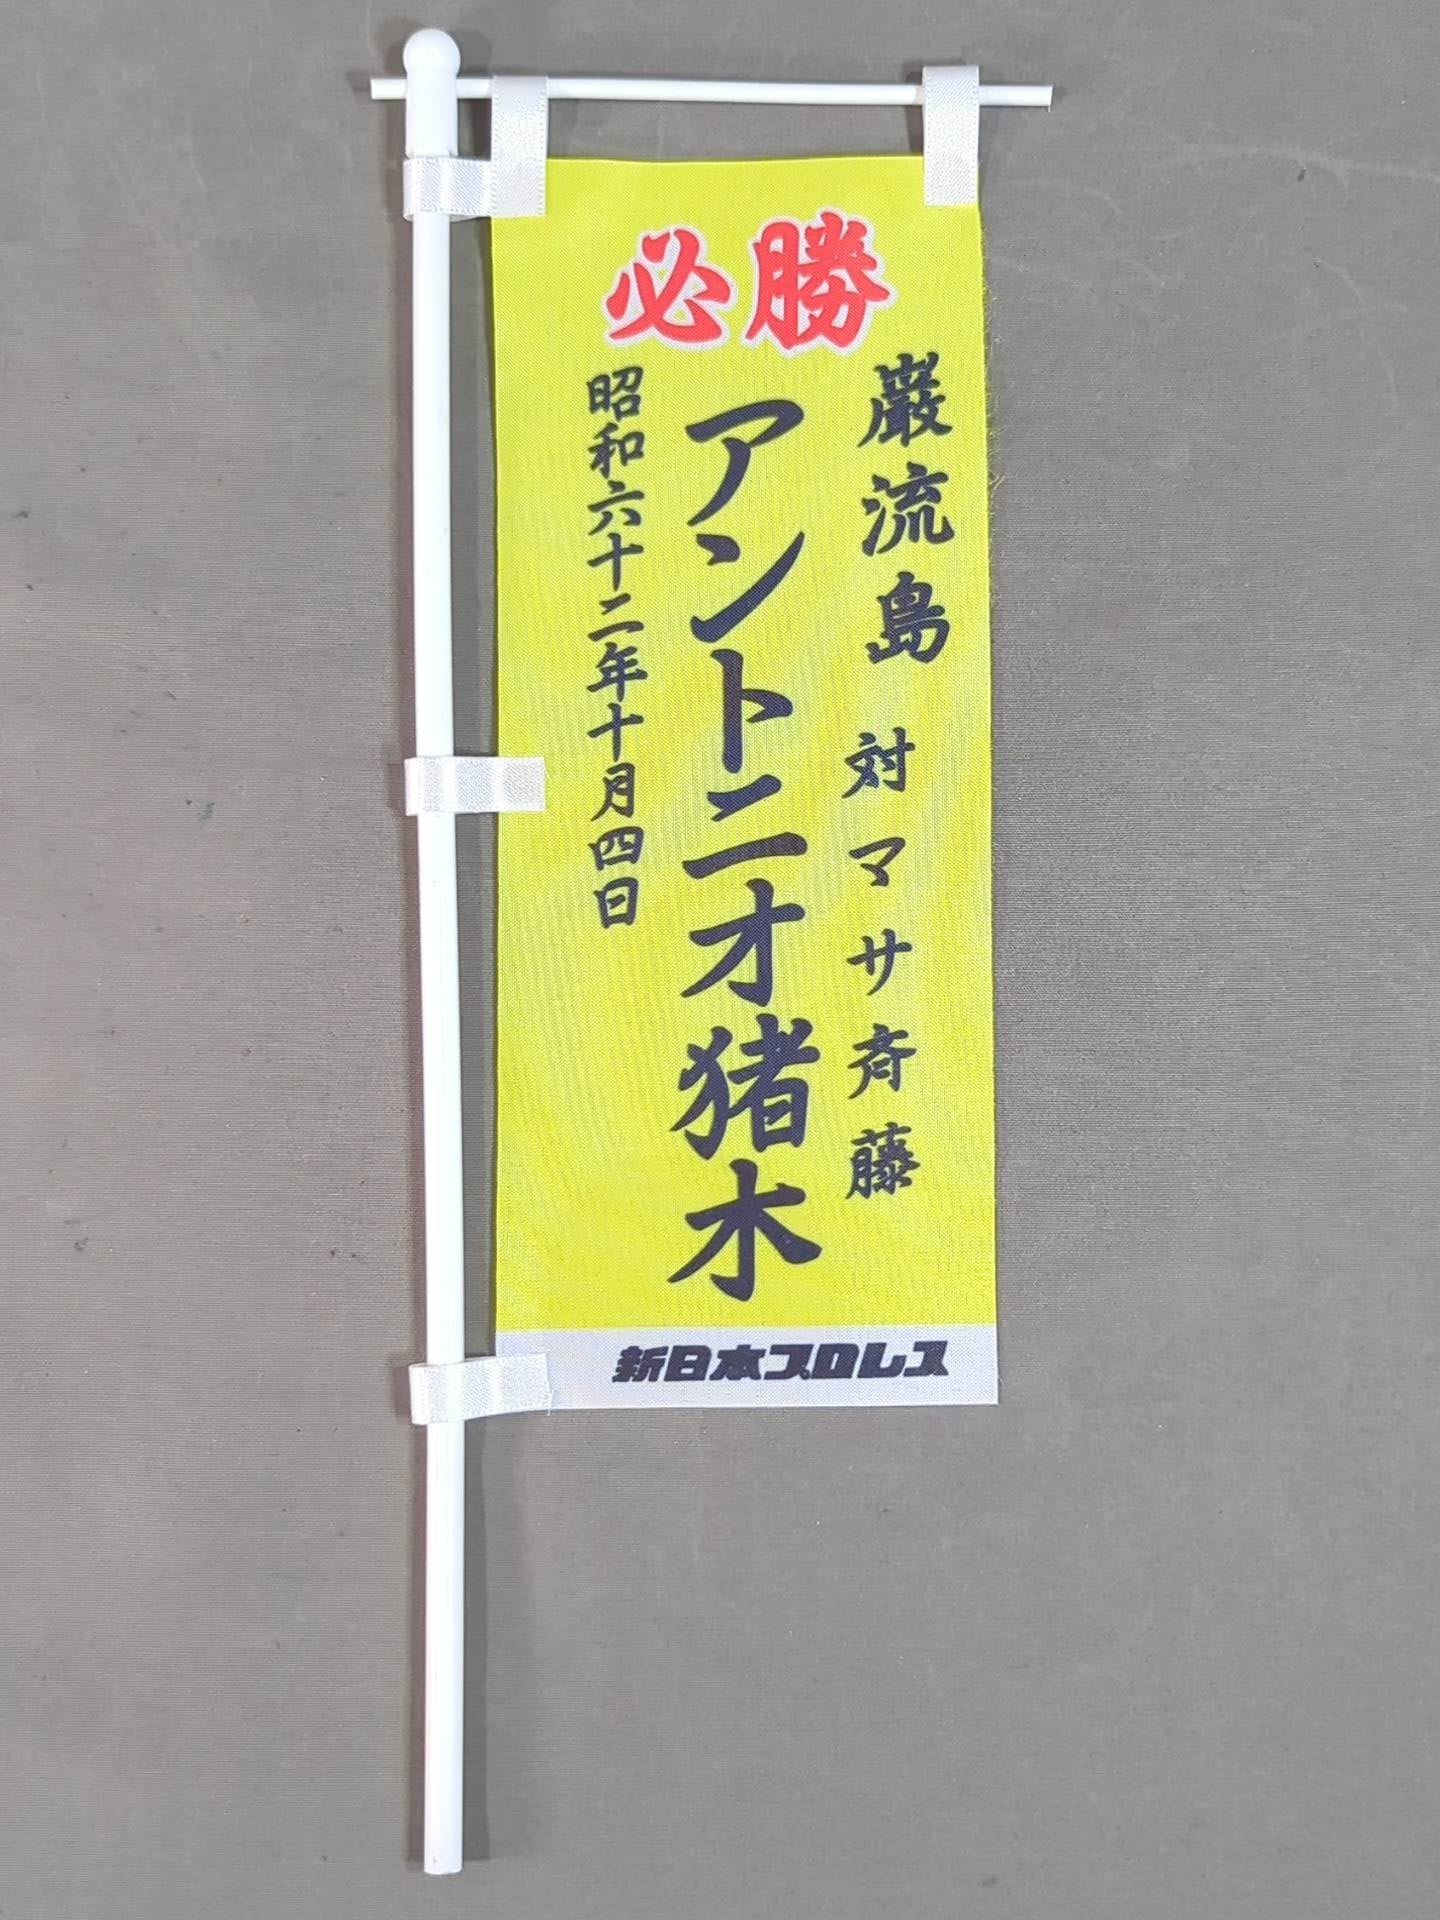 必勝
巌流島 対マサ斉藤
アントニオ猪木
昭和六十二年十月四日
新日本プロレス